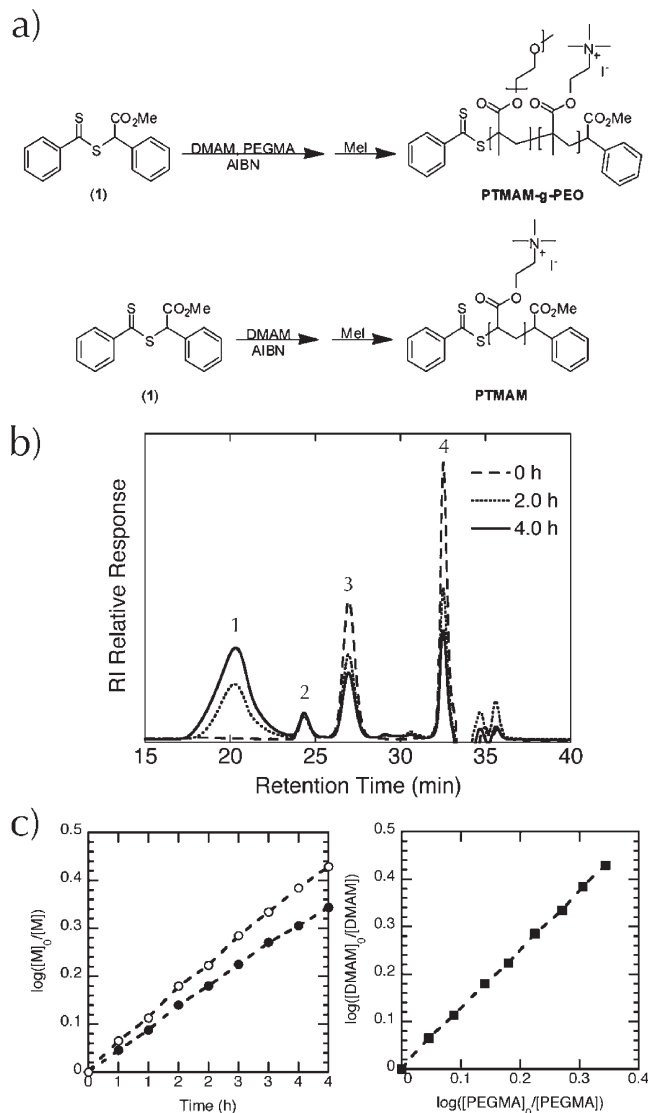 a)
O
N
+
I-
S
CO2Me
S
(1)
DMAM, PEGMA
AIBN
MeI
O
O
O
O
S
S
CO2Me
PTMAM-g-PEO
N
+
I-
S
CO2Me
S
(1)
DMAM
AIBN
MeI
O
O
S
S
CO2Me
PTMAM
b)
RI Relative Response
1
2
3
4
0 h
2.0 h
4.0 h
15 20 25 30 35 40
Retention Time (min)
c)
log([M]0/[M])
0.5
0.4
0.3
0.2
0.1
0
0 1 1 2 2 3 3 4 4
Time (h)
log([DMAM]0/[DMAM])
0.5
0.4
0.3
0.2
0.1
0
0 0.1 0.2 0.3 0.4
log([PEGMA]0/[PEGMA])